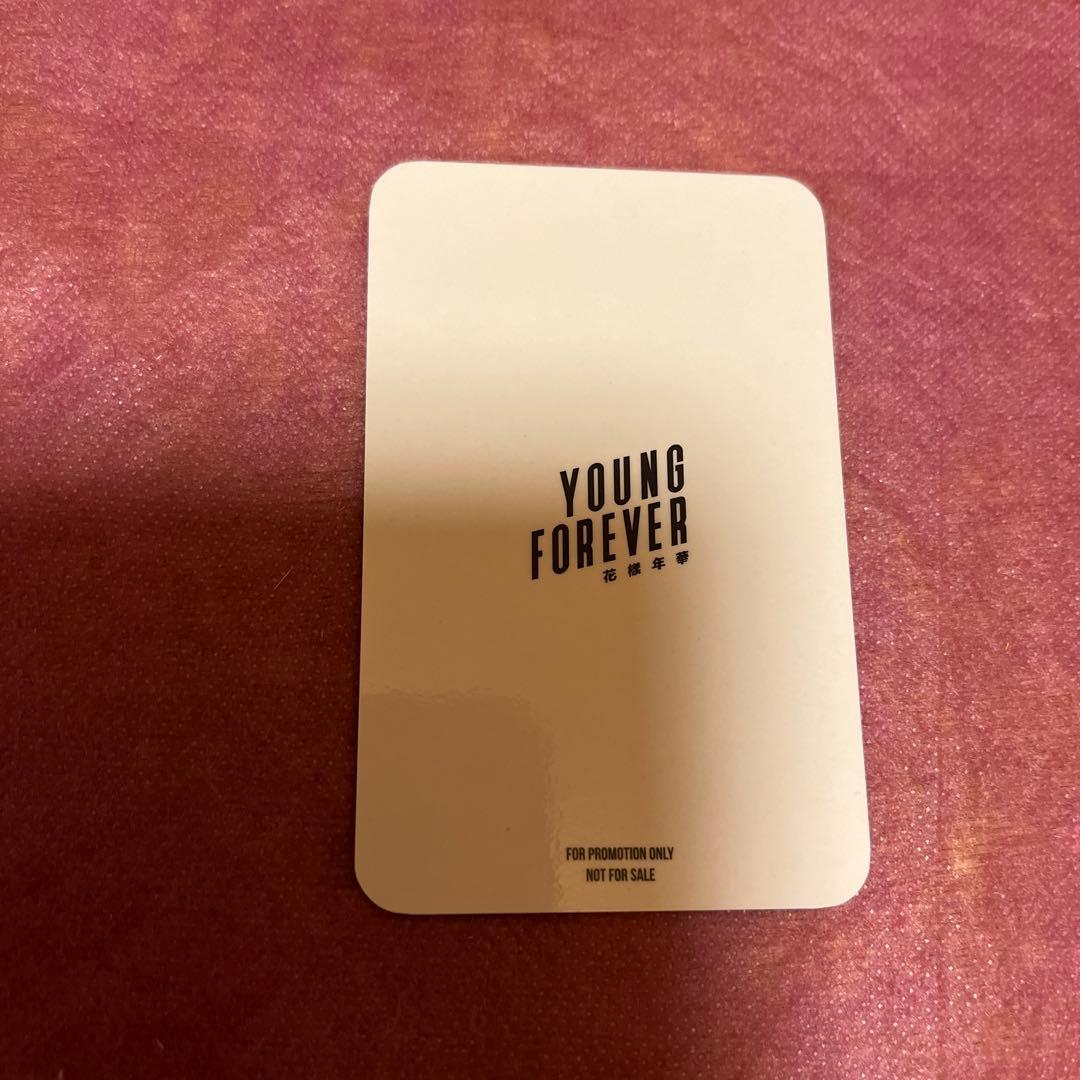 YOUNG
FOREVER
花樣年華
FOR PROMOTION ONLY
NOT FOR SALE